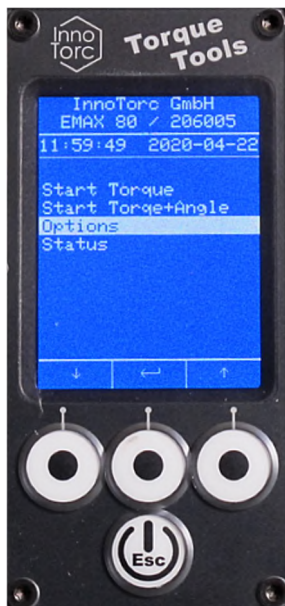 Inno
Torc
Torque
Tools
InnoTorc GmbH
EMAX 80 / 206005
11:59:49 2020-04-22
Start Torque
Start Torqe+Angle
Options
Status
Esc